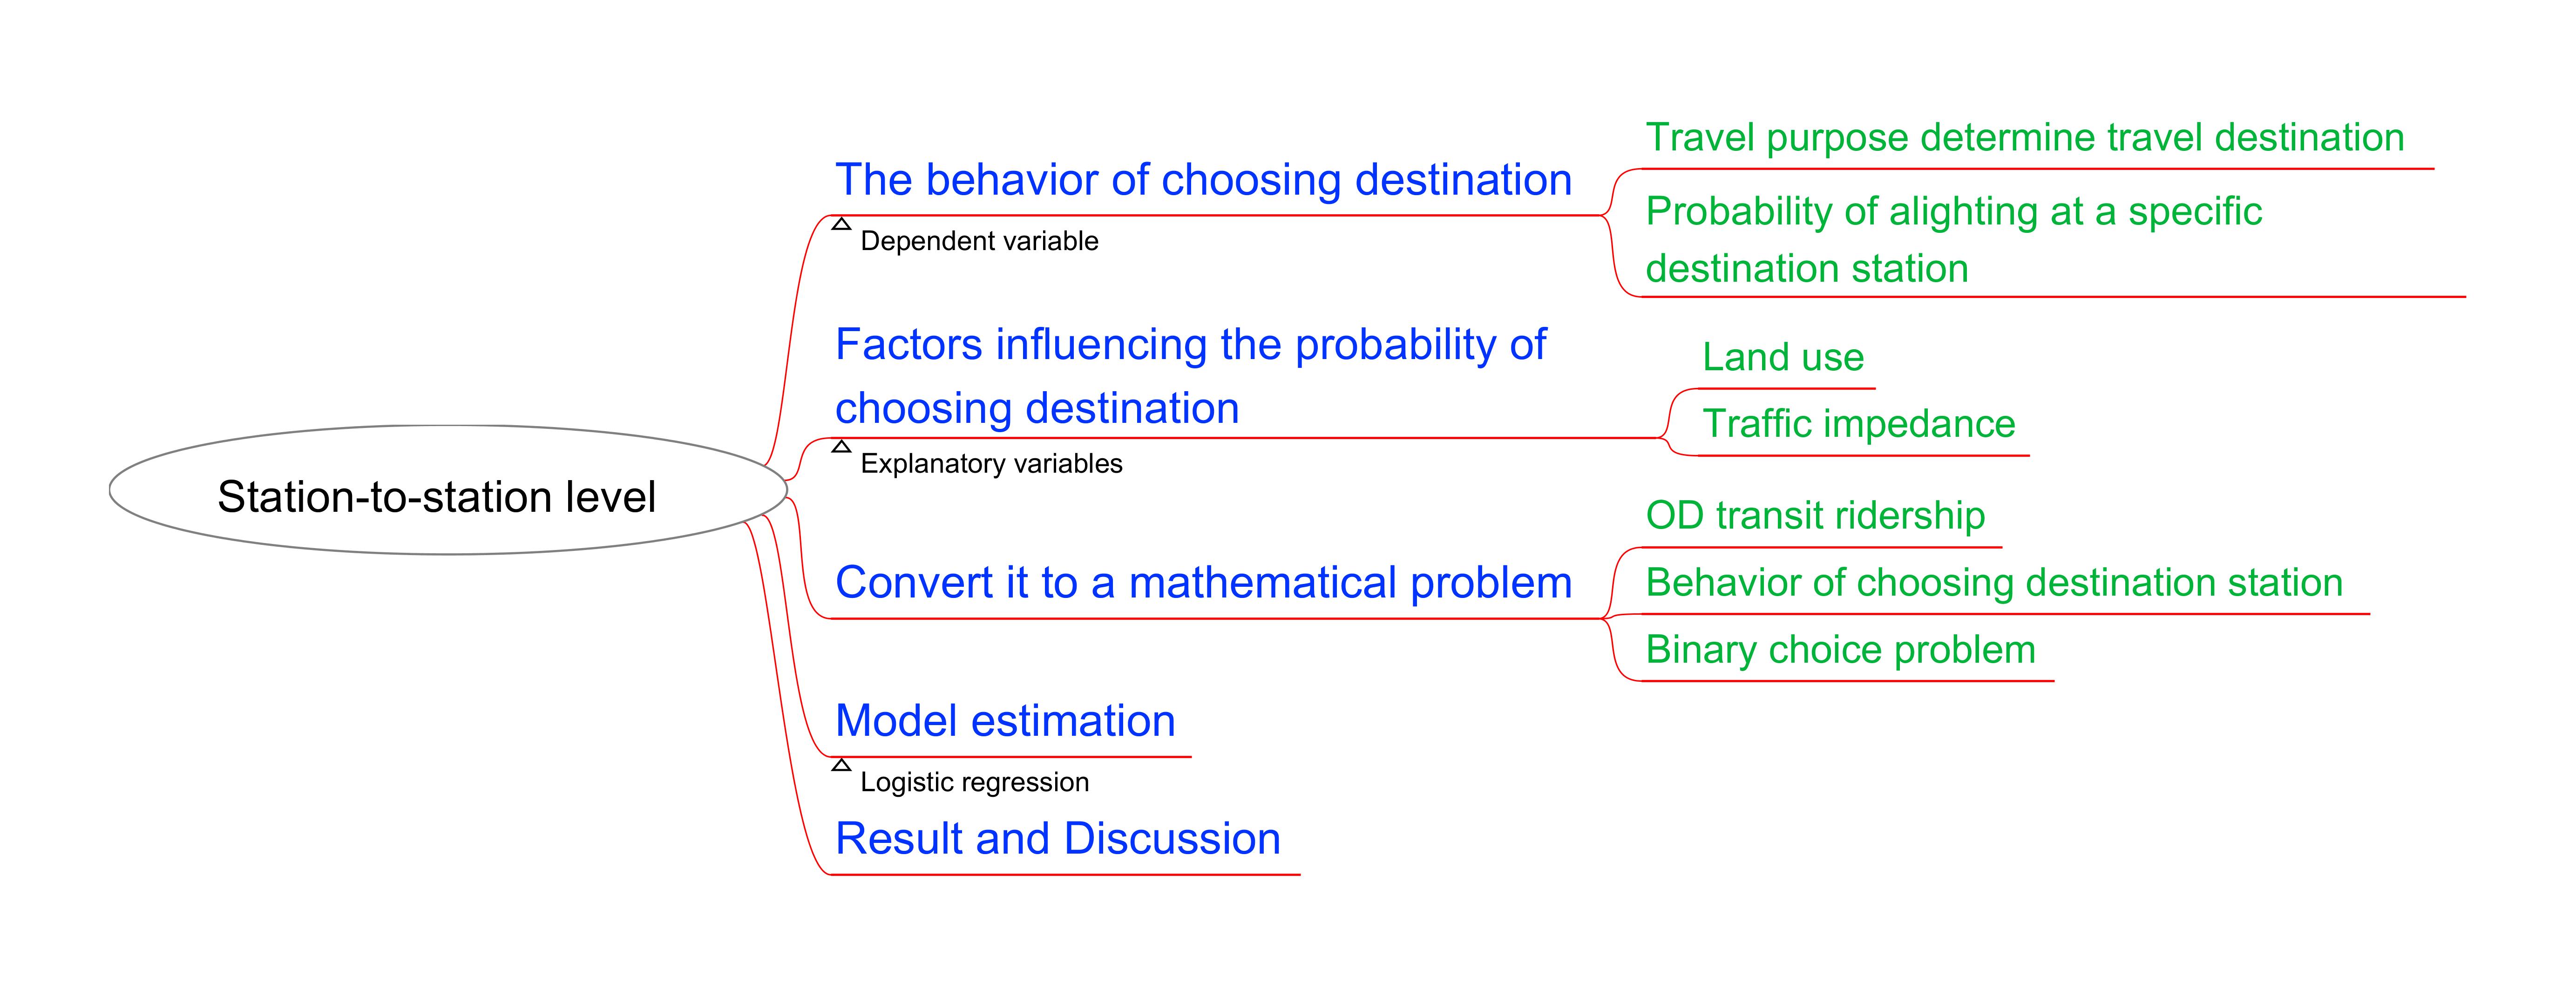 Station-to-station level
The behavior of choosing destination
Dependent variable
Travel purpose determine travel destination
Probability of alighting at a specific
destination station
Factors influencing the probability of
choosing destination
Explanatory variables
Land use
Traffic impedance
Convert it to a mathematical problem
OD transit ridership
Behavior of choosing destination station
Binary choice problem
Model estimation
Logistic regression
Result and Discussion